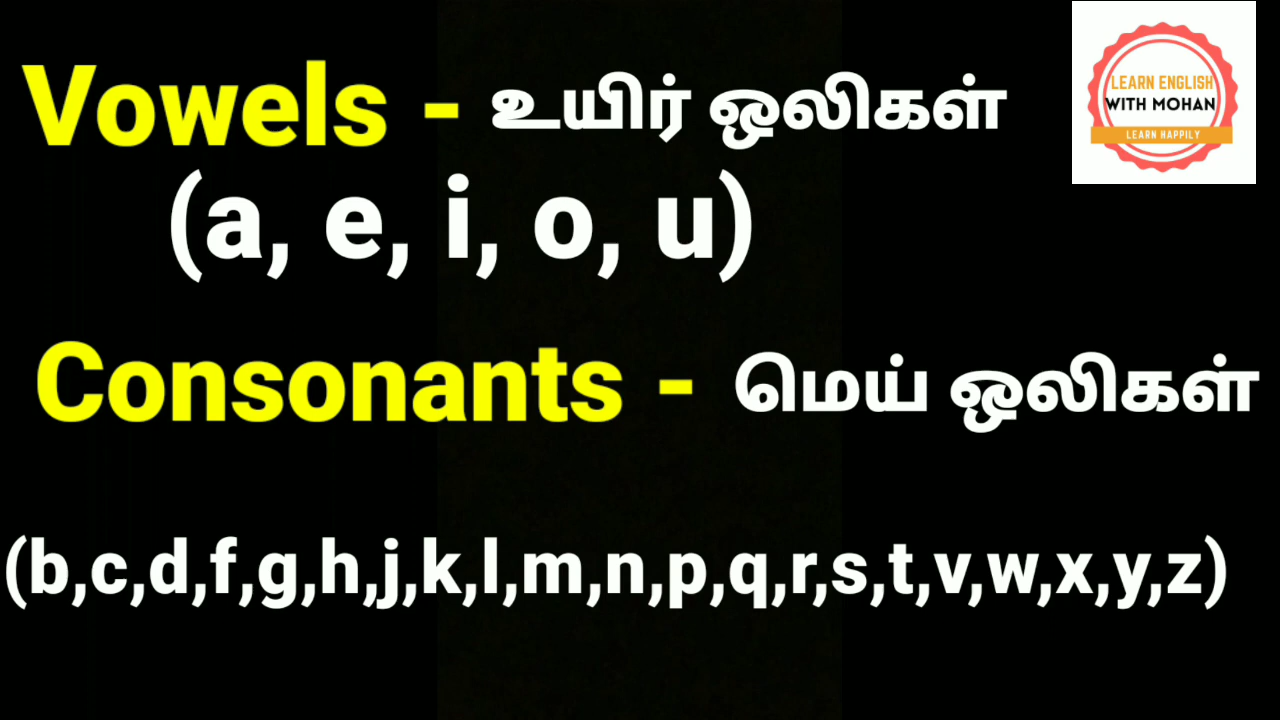 Vowels - உயிர் ஒலிகள்
(a, e, i, o, u)
Consonants - மெய் ஒலிகள்
(b,c,d,f,g,h,j,k,l,m,n,p,q,r,s,t,v,w,x,y,z)
LEARN ENGLISH
WITH MOHAN
LEARN HAPPILY